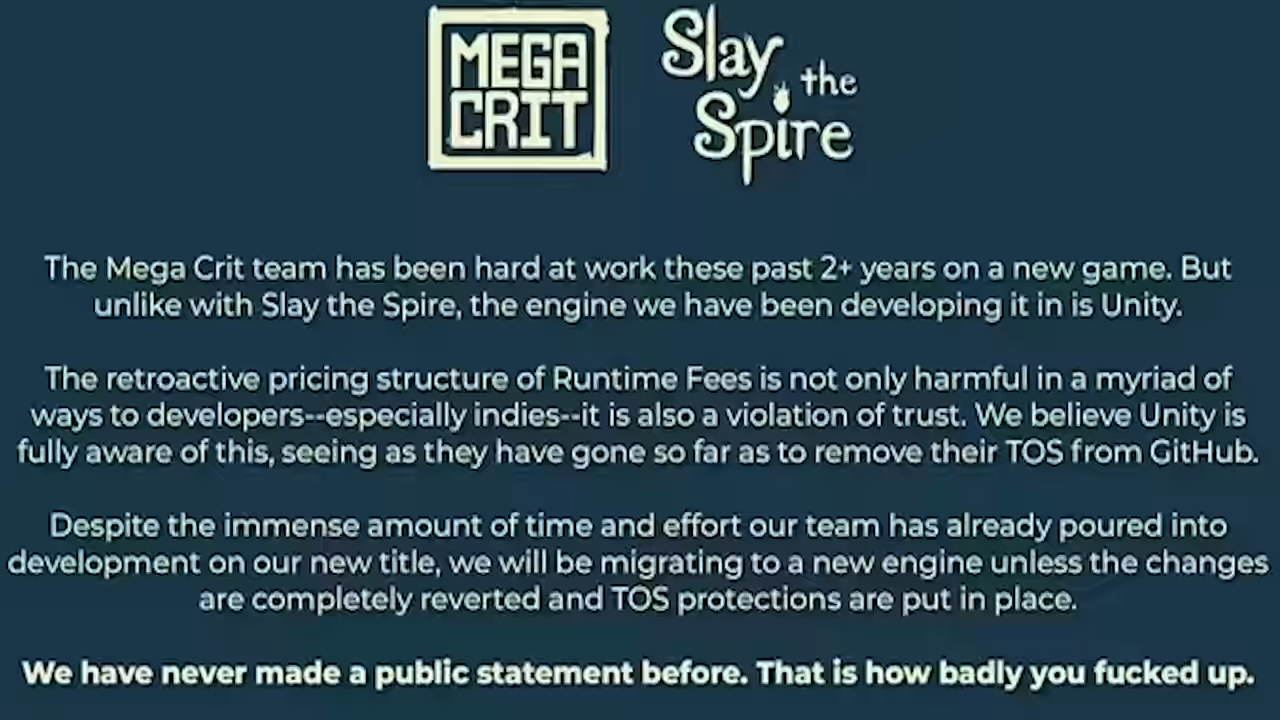 MEGA
CRIT
Slay
the
Spire
The Mega Crit team has been hard at work these past 2+ years on a new game. But
unlike with Slay the Spire, the engine we have been developing it in is Unity.
The retroactive pricing structure of Runtime Fees is not only harmful in a myriad of
ways to developers--especially indies--it is also a violation of trust. We believe Unity is
fully aware of this, seeing as they have gone so far as to remove their TOS from GitHub.
Despite the immense amount of time and effort our team has already poured into
development on our new title, we will be migrating to a new engine unless the changes
are completely reverted and TOS protections are put in place.
We have never made a public statement before. That is how badly you fucked up.